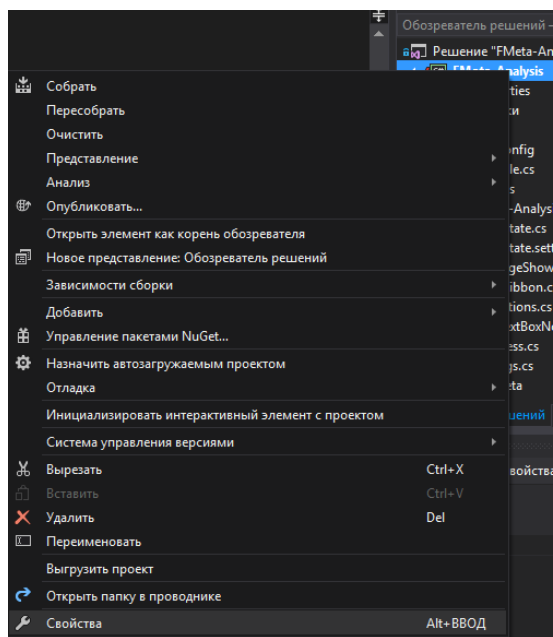 Обозреватель решений –
Решение "FMeta-An
FMeta-Analysis
Собрать
Пересобрать
Очистить
Представление
Анализ
Опубликовать...
Открыть элемент как корень обозревателя
Новое представление: Обозреватель решений
Зависимости сборки
Добавить
Управление пакетами NuGet...
Назначить автозагружаемым проектом
Отладка
Инициализировать интерактивный элемент с проектом
Система управления версиями
Вырезать Ctrl+X
Вставить Ctrl+V
Удалить Del
Переименовать
Выгрузить проект
Открыть папку в проводнике
Свойства Alt+ВВОД